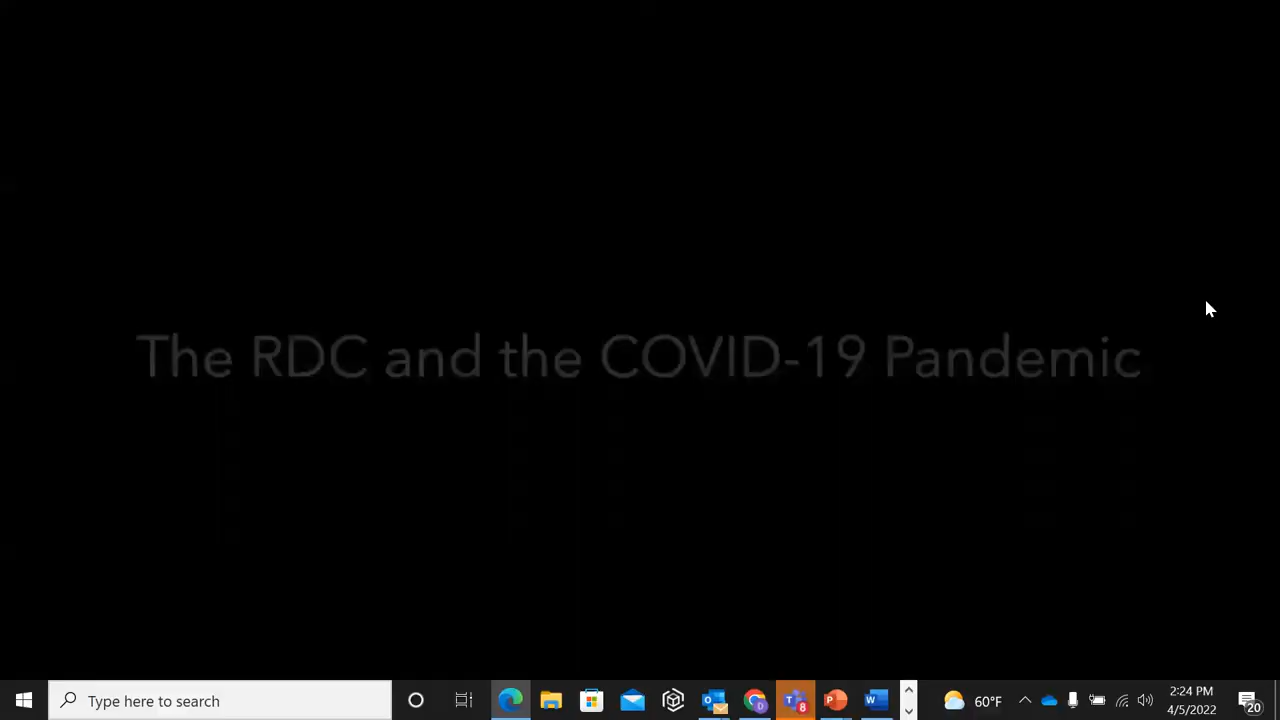 The RDC and the COVID-19 Pandemic
Type here to search
8
60°F
2:24 PM
4/5/2022
20